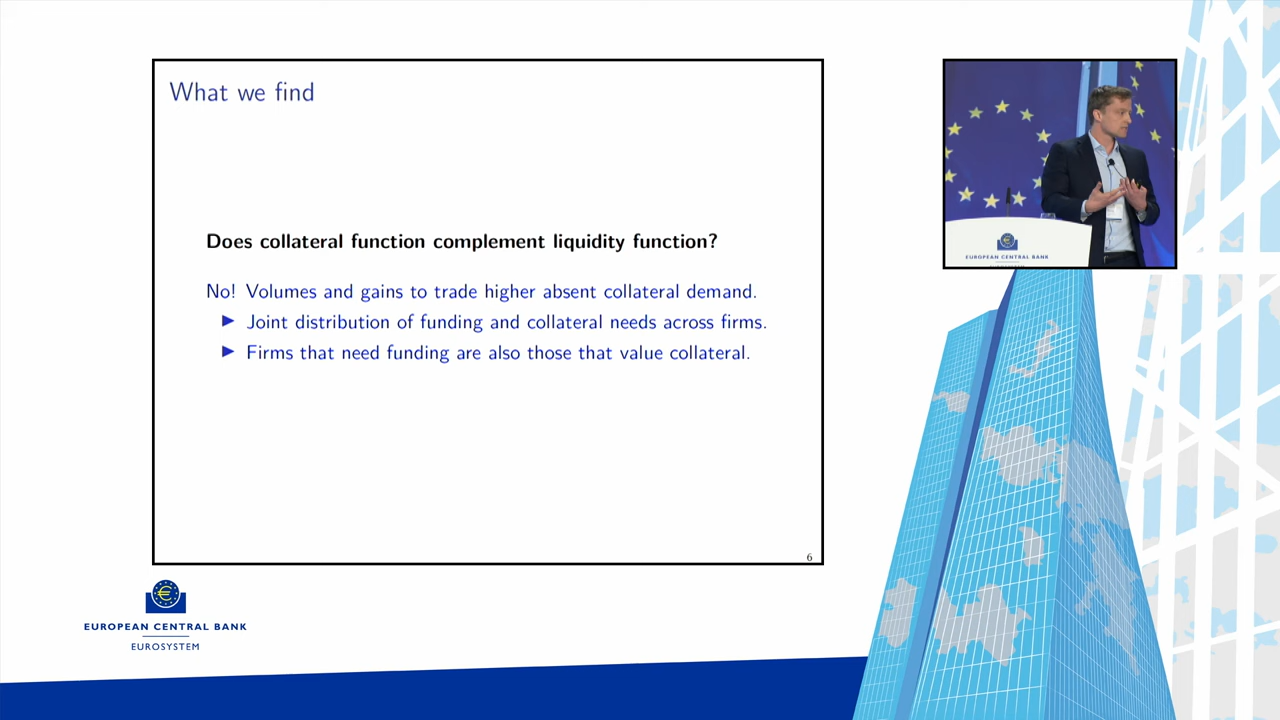 What we find
Does collateral function complement liquidity function?
No! Volumes and gains to trade higher absent collateral demand.
▶ Joint distribution of funding and collateral needs across firms.
▶ Firms that need funding are also those that value collateral.
6
EUROPEAN CENTRAL BANK
EUROSYSTEM
EUROPEAN CENTRAL BANK